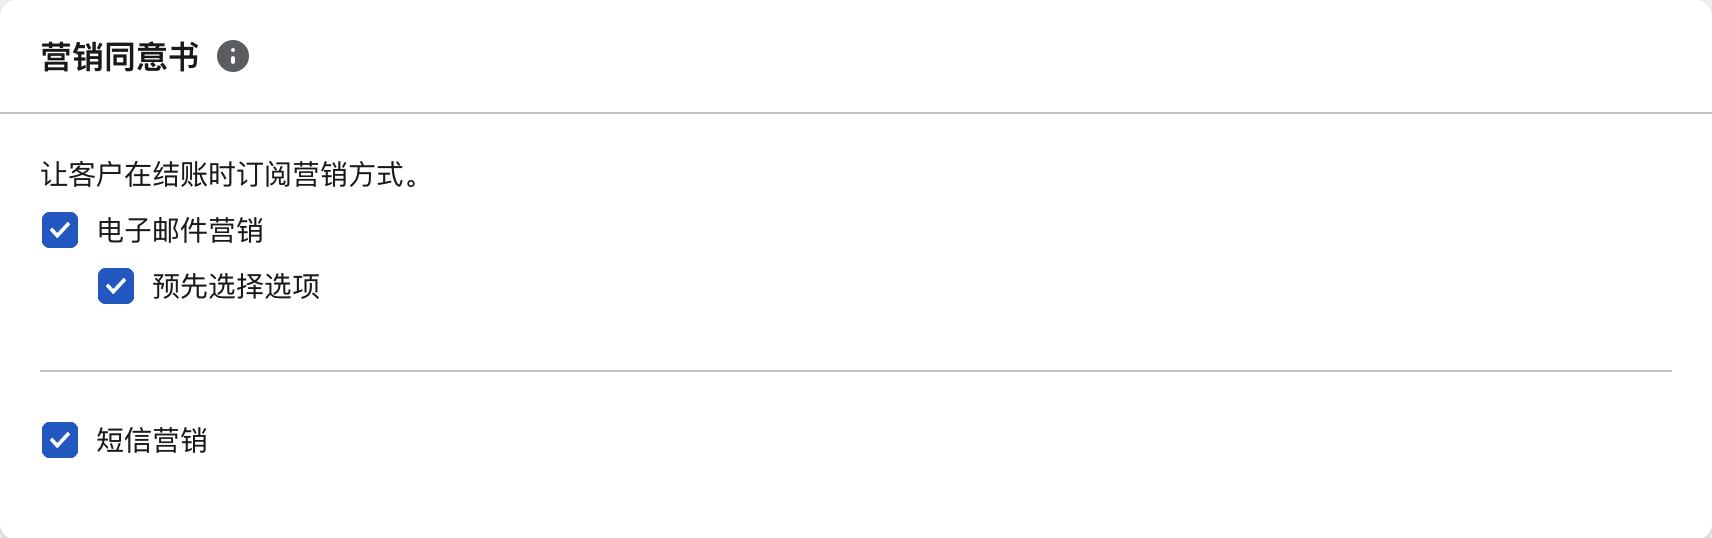 营销同意书
让客户在结账时订阅营销方式。
电子邮件营销
预先选择选项
短信营销